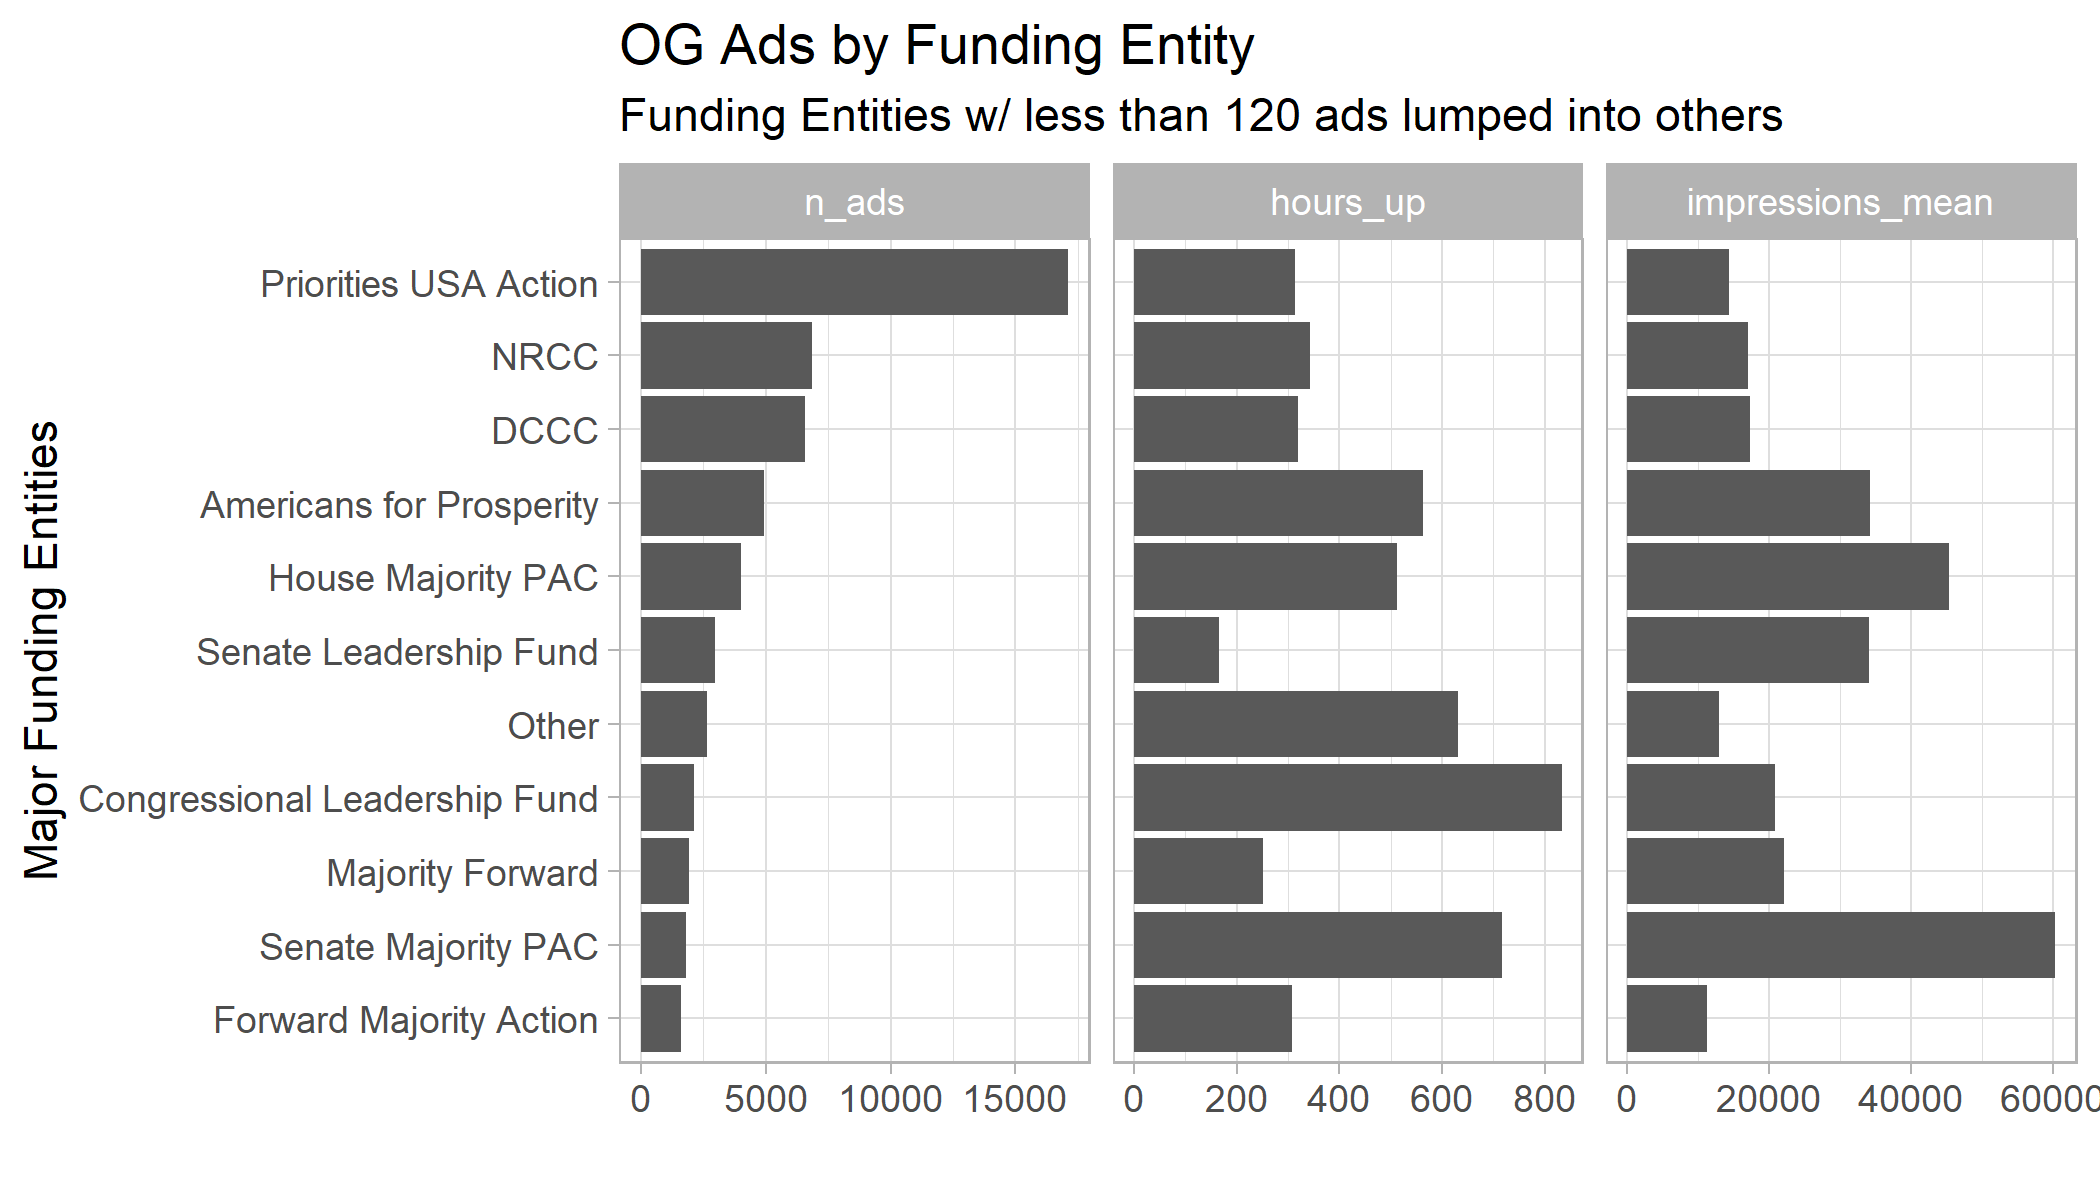 OG Ads by Funding Entity
Funding Entities w/ less than 120 ads lumped into others
n_ads
hours_up
impressions_mean
Major Funding Entities
Priorities USA Action
NRCC
DCCC
Americans for Prosperity
House Majority PAC
Senate Leadership Fund
Other
Congressional Leadership Fund
Majority Forward
Senate Majority PAC
Forward Majority Action
0 5000 10000 15000
0 200 400 600 800
0 20000 40000 60000